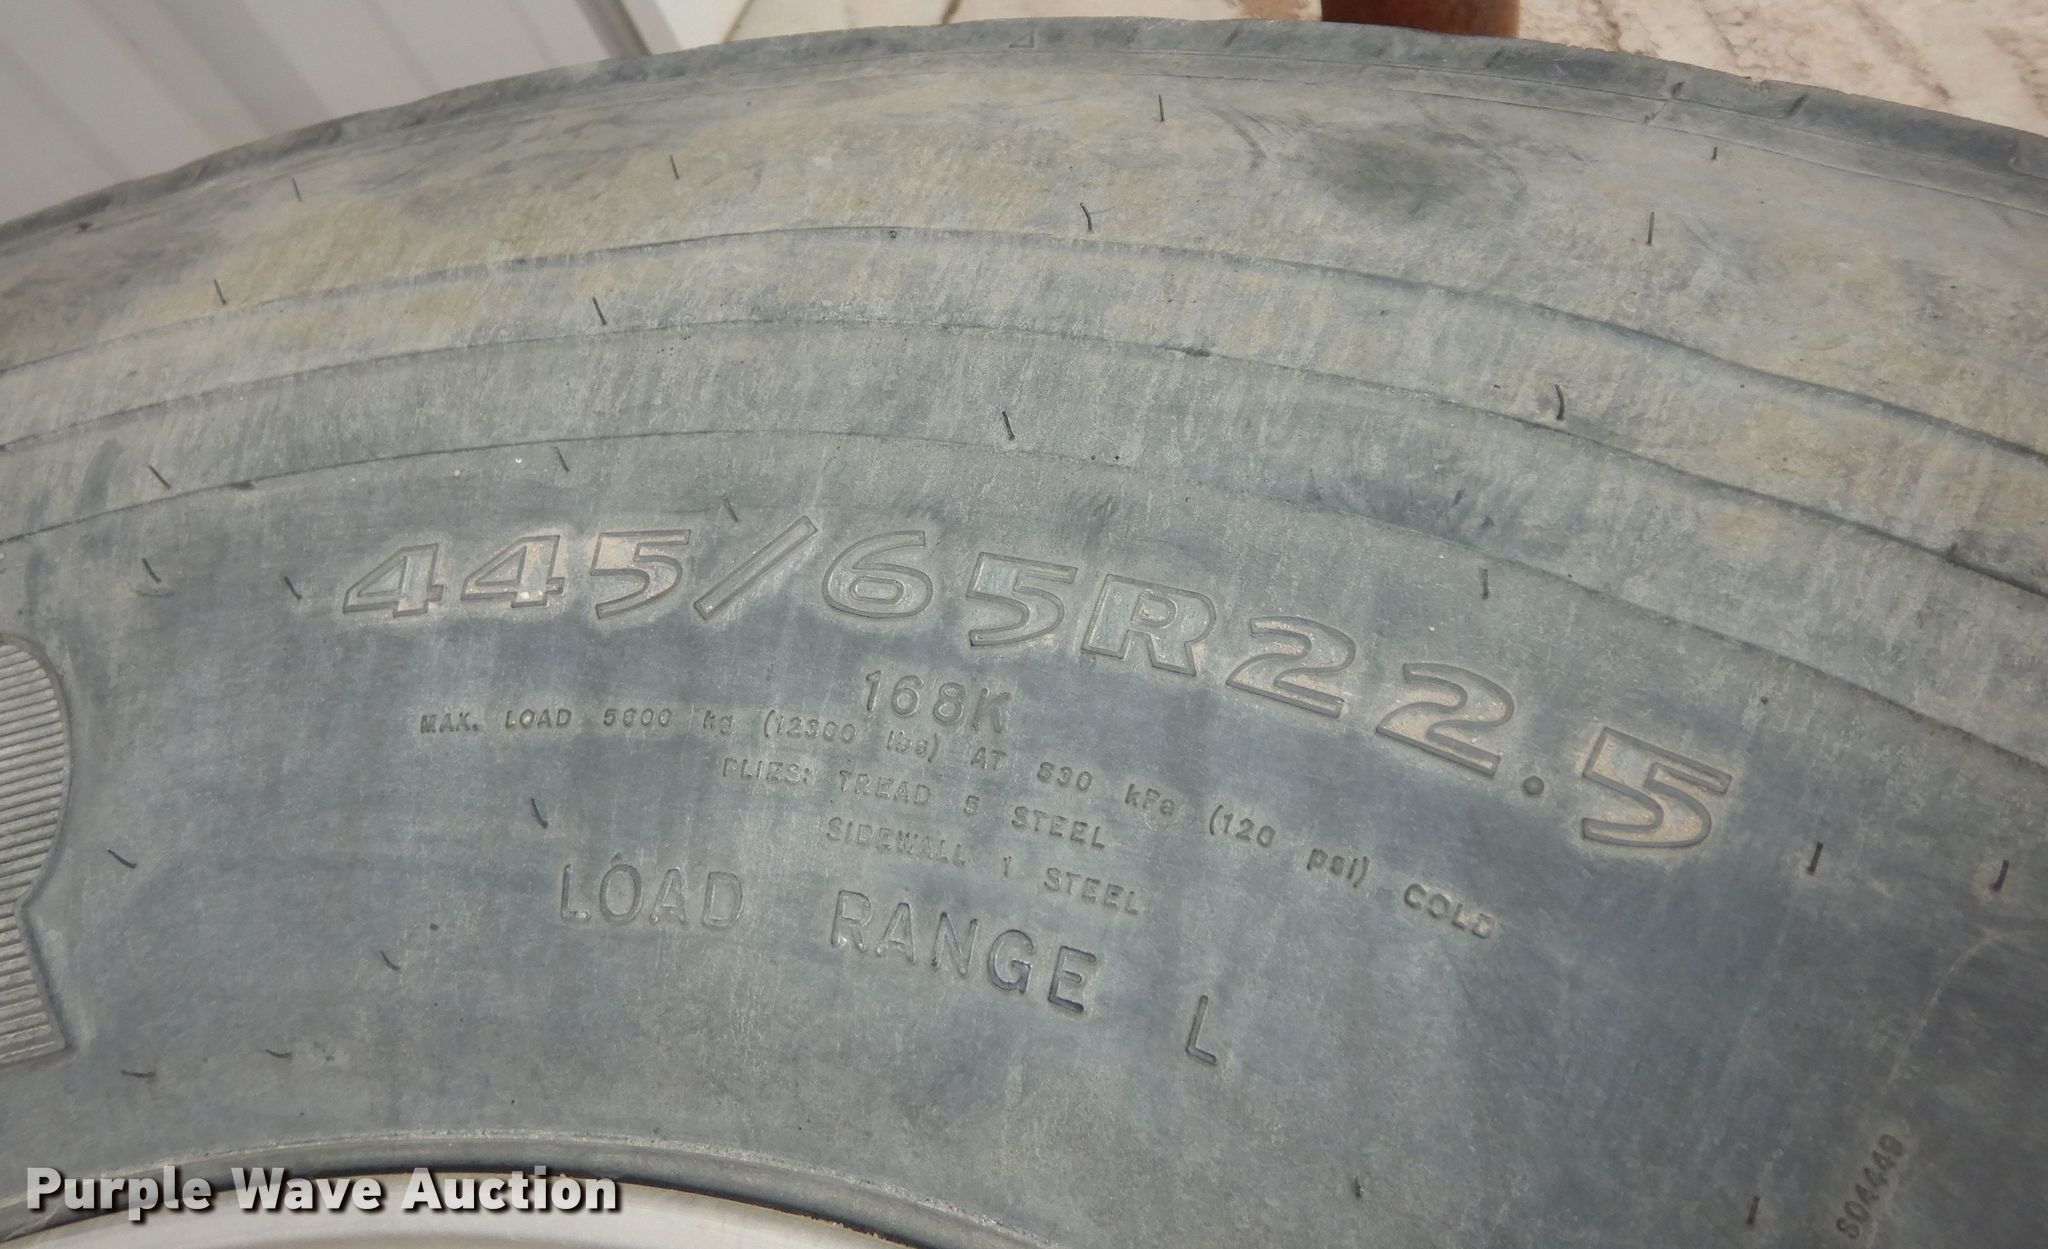 445/65R22.5
168K
MAX. LOAD 5600 kg (12300 lbs) AT 830 kPa (120 psi) COLD
PLIES: TREAD 5 STEEL
SIDEWALL 1 STEEL
LOAD RANGE L
S04449
Purple Wave Auction